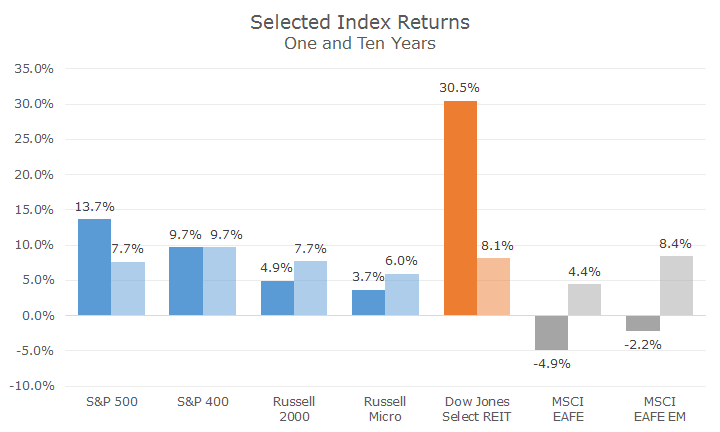 Selected Index Returns
One and Ten Years
35.0%
30.0%
25.0%
20.0%
15.0%
10.0%
5.0%
0.0%
-5.0%
-10.0%
13.7%
7.7%
9.7%
9.7%
4.9%
7.7%
3.7%
6.0%
30.5%
8.1%
-4.9%
4.4%
-2.2%
8.4%
S&P 500
S&P 400
Russell
2000
Russell
Micro
Dow Jones
Select REIT
MSCI
EAFE
MSCI
EAFE EM